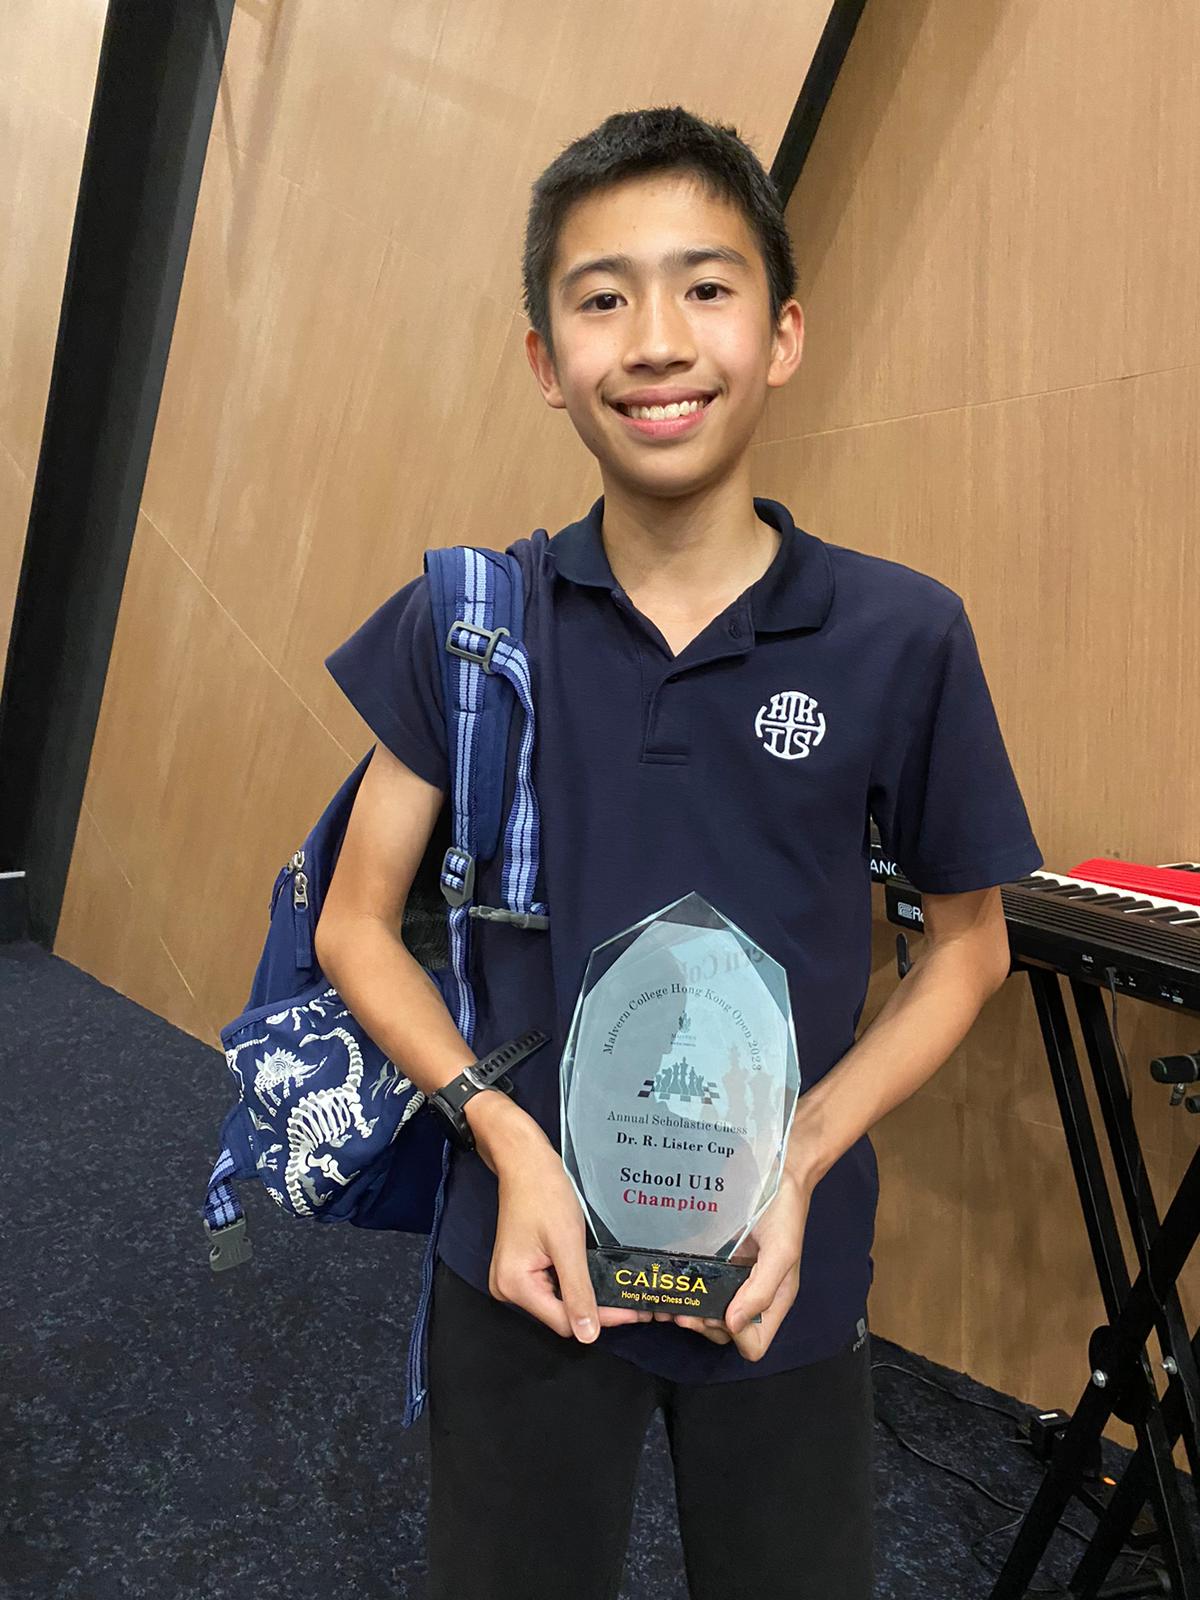 HK
IS
Malvern College Hong Kong Open 2023
Annual Scholastic Chess
Dr. R. Lister Cup
School U18
Champion
CAISSA
Hong Kong Chess Club